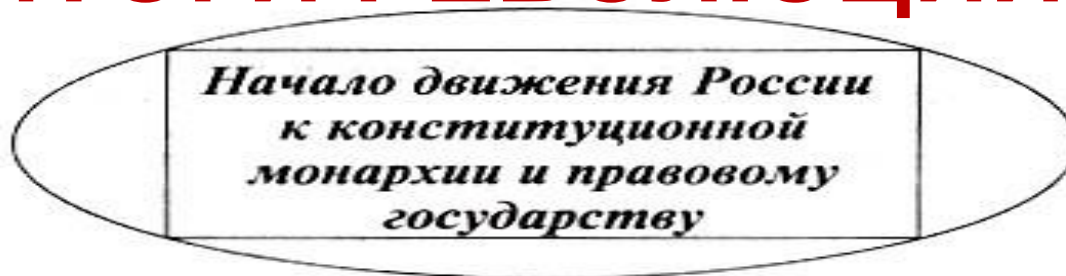 Начало движения России
к конституционной
монархии и правовому
государству